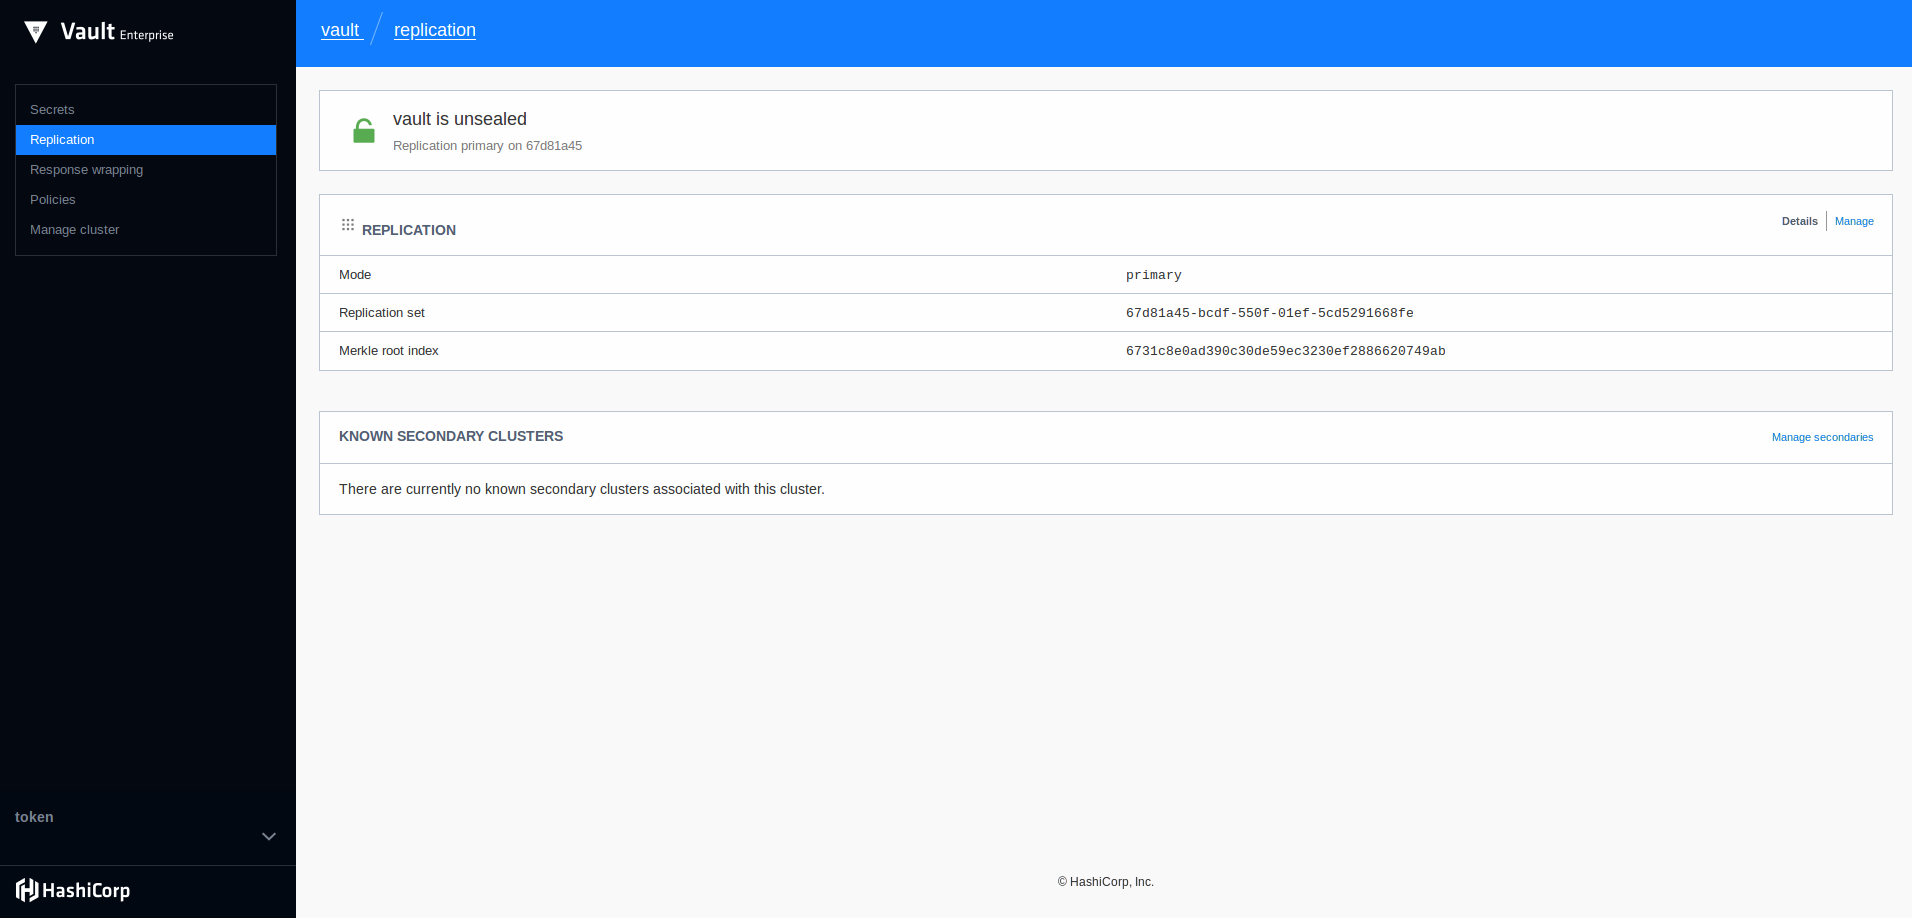 Vault Enterprise
vault / replication
Secrets
Replication
Response wrapping
Policies
Manage cluster
vault is unsealed
Replication primary on 67d81a45
REPLICATION
Details | Manage
Mode primary
Replication set 67d81a45-bcdf-550f-01ef-5cd5291668fe
Merkle root index 6731c8e0ad390c30de59ec3230ef2886620749ab
KNOWN SECONDARY CLUSTERS
Manage secondaries
There are currently no known secondary clusters associated with this cluster.
token
HashiCorp
© HashiCorp, Inc.